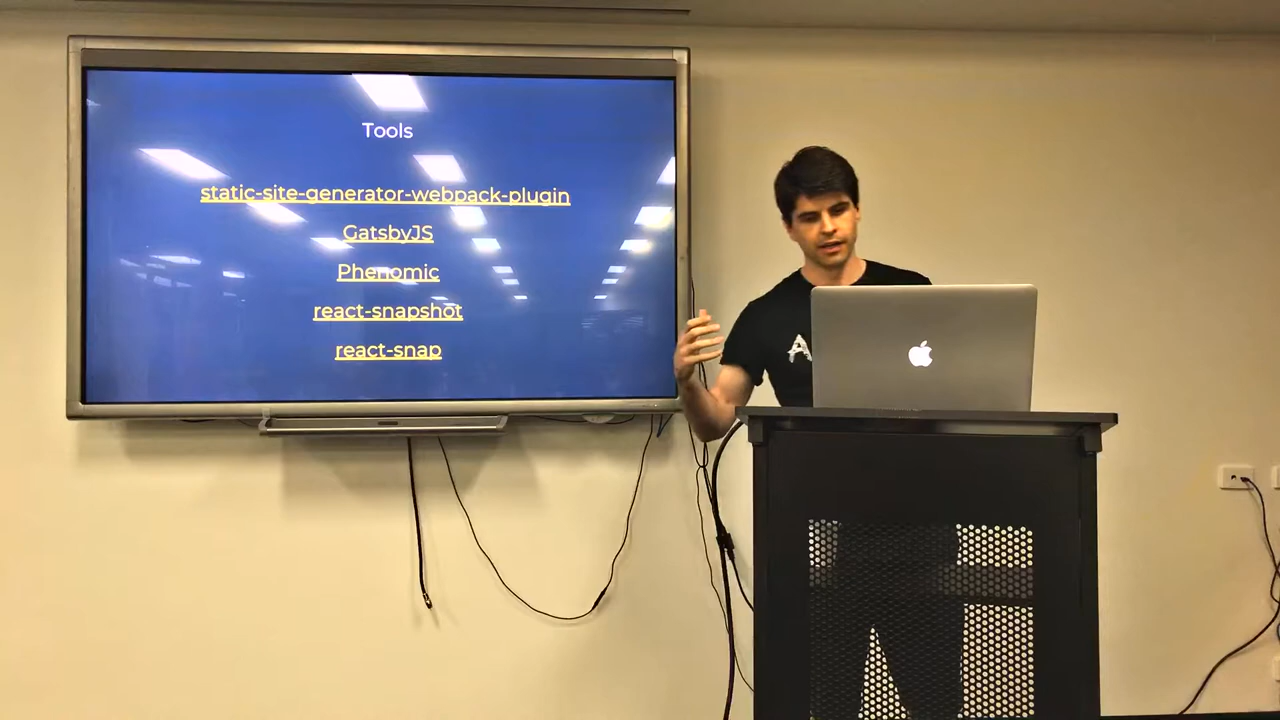 Tools
static-site-generator-webpack-plugin
GatsbyJS
Phenomic
react-snapshot
react-snap
A